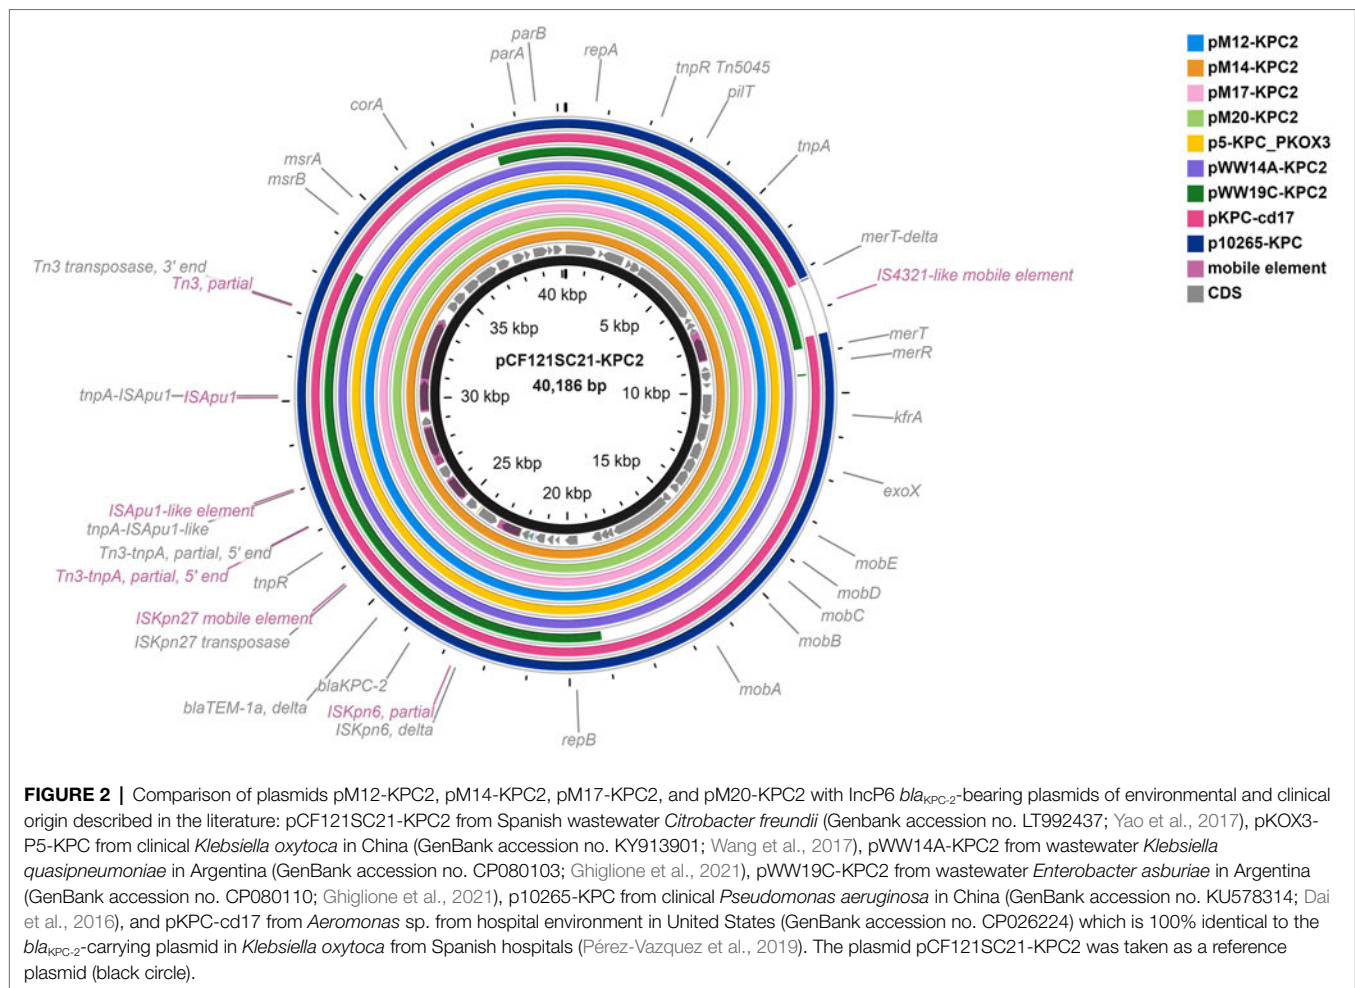 parB
parA
repA
tnpR Tn5045
pilT
corA
tnpA
msrA
msrB
merT-delta
IS4321-like mobile element
Tn3 transposase, 3' end
Tn3, partial
merT
merR
tnpA-ISApu1
ISApu1
kfrA
exoX
ISApu1-like element
tnpA-ISApu1-like
Tn3-tnpA, partial, 5' end
Tn3-tnpA, partial, 5' end
tnpR
mobE
mobD
mobC
mobB
ISKpn27 mobile element
ISKpn27 transposase
mobA
blaKPC-2
blaTEM-1a, delta
ISKpn6, partial
ISKpn6, delta
repB
40 kbp
35 kbp
5 kbp
pCF121SC21-KPC2
40,186 bp
30 kbp
10 kbp
25 kbp
15 kbp
20 kbp
pM12-KPC2
pM14-KPC2
pM17-KPC2
pM20-KPC2
p5-KPC_PKOX3
pWW14A-KPC2
pWW19C-KPC2
pKPC-cd17
p10265-KPC
mobile element
CDS
FIGURE 2 | Comparison of plasmids pM12-KPC2, pM14-KPC2, pM17-KPC2, and pM20-KPC2 with IncP6 blaKPC-2-bearing plasmids of environmental and clinical
origin described in the literature: pCF121SC21-KPC2 from Spanish wastewater Citrobacter freundii (Genbank accession no. LT992437; Yao et al., 2017), pKOX3-
P5-KPC from clinical Klebsiella oxytoca in China (GenBank accession no. KY913901; Wang et al., 2017), pWW14A-KPC2 from wastewater Klebsiella
quasipneumoniae in Argentina (GenBank accession no. CP080103; Ghiglione et al., 2021), pWW19C-KPC2 from wastewater Enterobacter asburiae in Argentina
(GenBank accession no. CP080110; Ghiglione et al., 2021), p10265-KPC from clinical Pseudomonas aeruginosa in China (GenBank accession no. KU578314; Dai
et al., 2016), and pKPC-cd17 from Aeromonas sp. from hospital environment in United States (GenBank accession no. CP026224) which is 100% identical to the
blaKPC-2-carrying plasmid in Klebsiella oxytoca from Spanish hospitals (Pérez-Vazquez et al., 2019). The plasmid pCF121SC21-KPC2 was taken as a reference
plasmid (black circle).